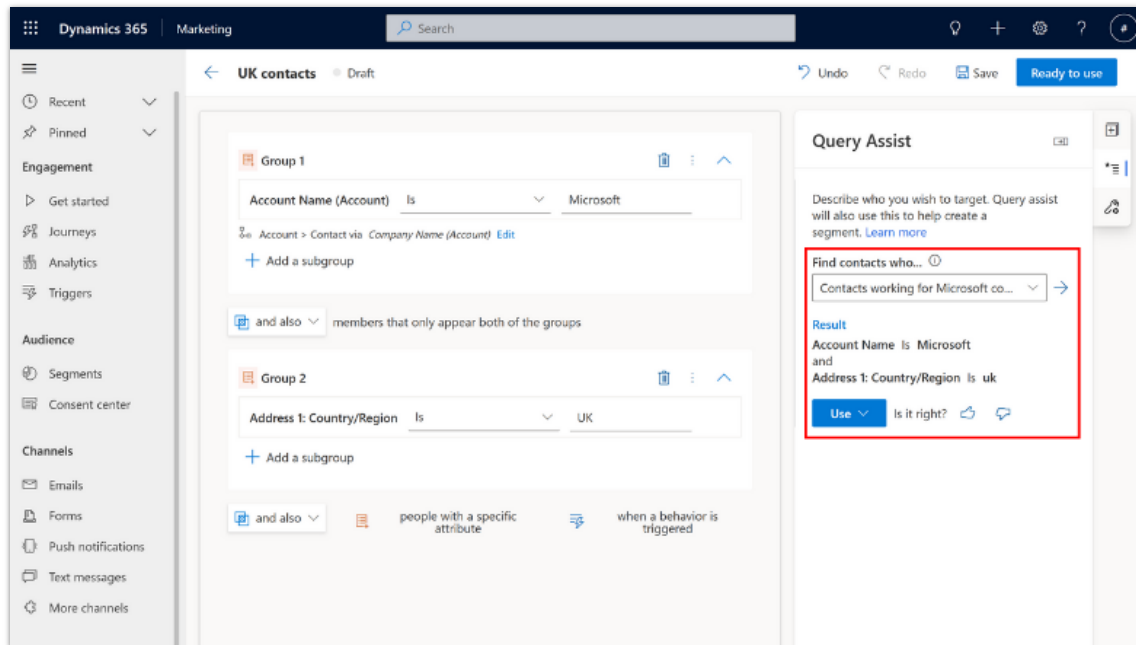 Dynamics 365
Marketing
Search
?
#
UK contacts
Draft
Undo
Redo
Save
Ready to use
Recent
Pinned
Engagement
Get started
Journeys
Analytics
Triggers
Audience
Segments
Consent center
Channels
Emails
Forms
Push notifications
Text messages
More channels
Group 1
Account Name (Account) Is Microsoft
Account > Contact via Company Name (Account) Edit
Add a subgroup
and also members that only appear both of the groups
Group 2
Address 1: Country/Region Is UK
Add a subgroup
and also
people with a specific
attribute
when a behavior is
triggered
Query Assist
Describe who you wish to target. Query assist
will also use this to help create a
segment. Learn more
Find contacts who...
Contacts working for Microsoft co...
Result
Account Name Is Microsoft
and
Address 1: Country/Region Is uk
Use
Is it right?